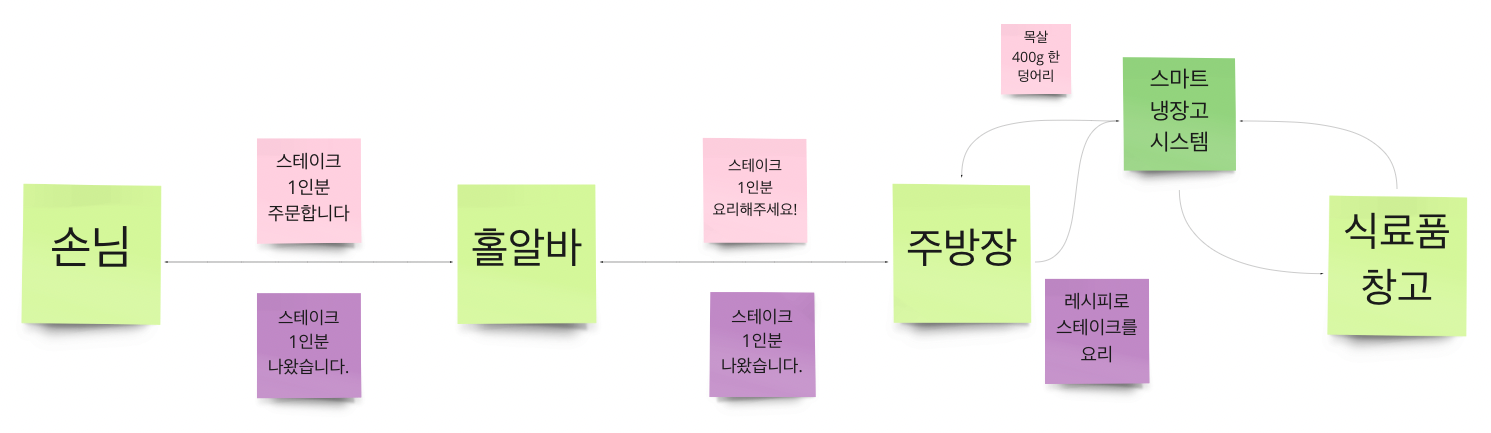 목살
400g 한
덩어리
스마트
냉장고
시스템
스테이크
1인분
주문합니다
스테이크
1인분
요리해주세요!
손님
홀알바
주방장
식료품
창고
스테이크
1인분
나왔습니다.
스테이크
1인분
나왔습니다.
레시피로
스테이크를
요리